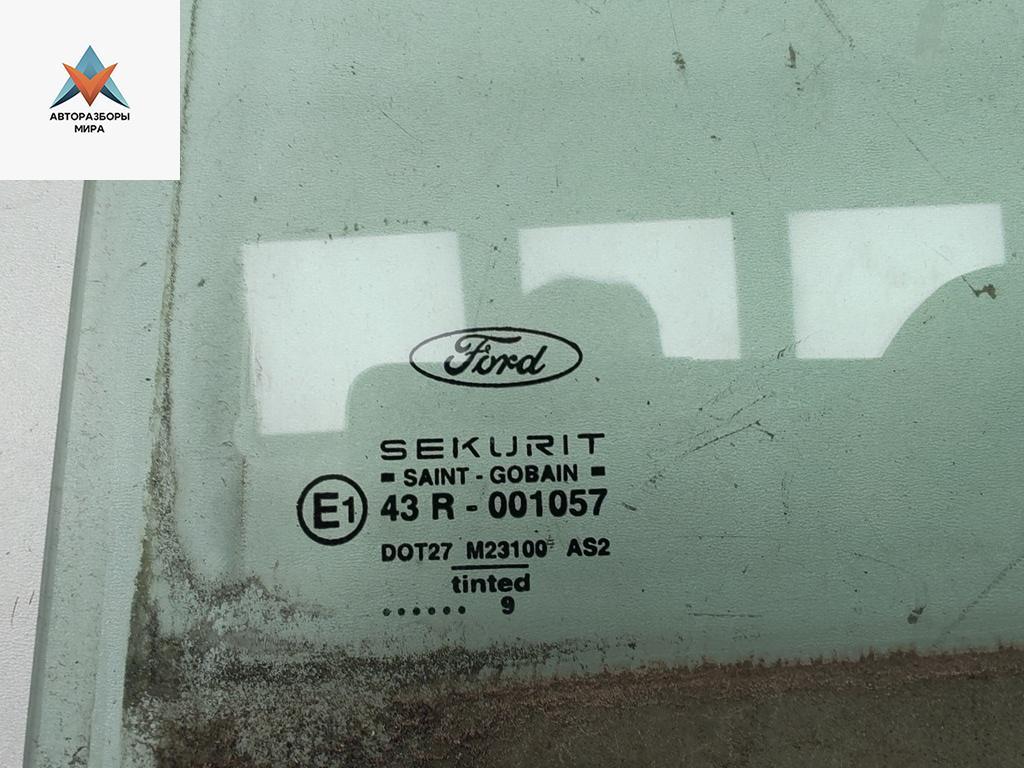 АВТОРАЗБОРЫ
МИРА
Ford
SEKURIT
SAINT - GOBAIN
E1 43 R - 001057
DOT27 M23100 AS2
tinted
...... 9